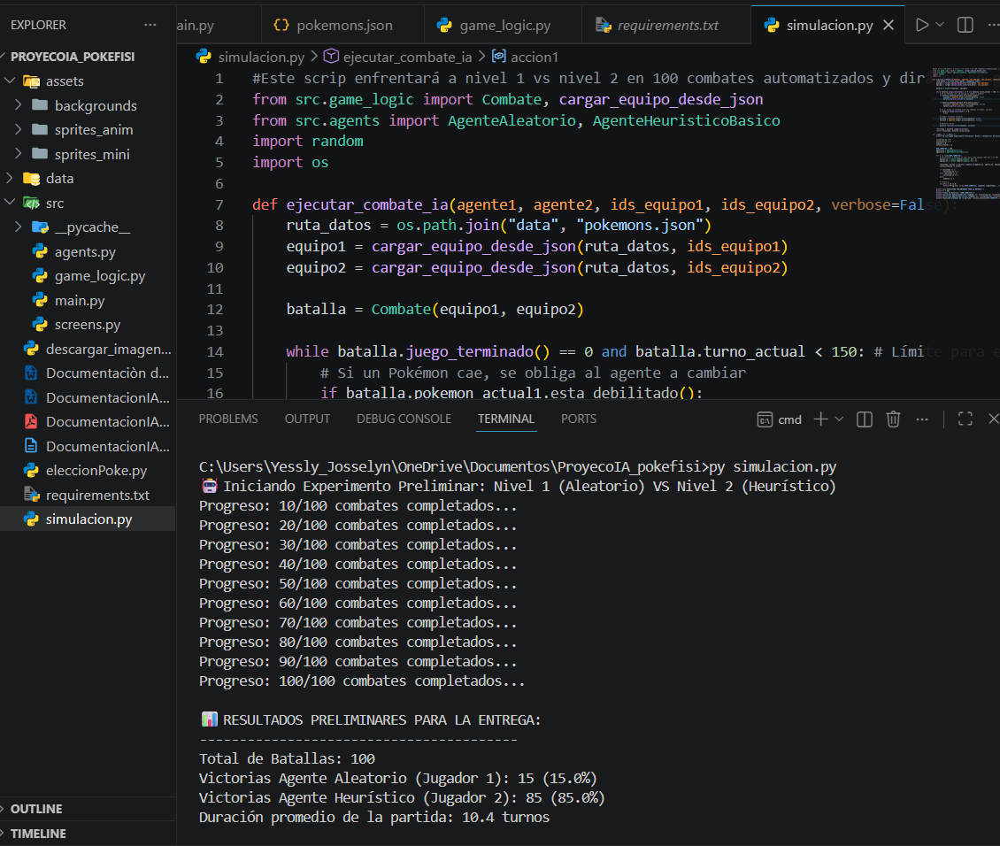 EXPLORER
PROYECOIA_POKEFISI
assets
backgrounds
sprites_anim
sprites_mini
data
src
__pycache__
agents.py
game_logic.py
main.py
screens.py
descargar_imagen...
Documentaciòn d...
DocumentacionIA...
DocumentacionIA...
DocumentacionIA...
eleccionPoke.py
requirements.txt
simulacion.py
OUTLINE
TIMELINE
ain.py
pokemons.json
game_logic.py
requirements.txt
simulacion.py
simulacion.py > ejecutar_combate_ia > accion1
1 #Este scrip enfrentará a nivel 1 vs nivel 2 en 100 combates automatizados y dir
2 from src.game_logic import Combate, cargar_equipo_desde_json
3 from src.agents import AgenteAleatorio, AgenteHeuristicoBasico
4 import random
5 import os
6
7 def ejecutar_combate_ia(agente1, agente2, ids_equipo1, ids_equipo2, verbose=False):
8 ruta_datos = os.path.join("data", "pokemons.json")
9 equipo1 = cargar_equipo_desde_json(ruta_datos, ids_equipo1)
10 equipo2 = cargar_equipo_desde_json(ruta_datos, ids_equipo2)
11
12 batalla = Combate(equipo1, equipo2)
13
14 while batalla.juego_terminado() == 0 and batalla.turno_actual < 150: # Límite para e
15 # Si un Pokémon cae, se obliga al agente a cambiar
16 if batalla.pokemon_actual1.esta_debilitado():
PROBLEMS OUTPUT DEBUG CONSOLE TERMINAL PORTS
cmd
C:\Users\Yessly_Josselyn\OneDrive\Documentos\ProyecoIA_pokefisi>py simulacion.py
🤖 Iniciando Experimento Preliminar: Nivel 1 (Aleatorio) VS Nivel 2 (Heurístico)
Progreso: 10/100 combates completados...
Progreso: 20/100 combates completados...
Progreso: 30/100 combates completados...
Progreso: 40/100 combates completados...
Progreso: 50/100 combates completados...
Progreso: 60/100 combates completados...
Progreso: 70/100 combates completados...
Progreso: 80/100 combates completados...
Progreso: 90/100 combates completados...
Progreso: 100/100 combates completados...
📊 RESULTADOS PRELIMINARES PARA LA ENTREGA:
----------------------------------------
Total de Batallas: 100
Victorias Agente Aleatorio (Jugador 1): 15 (15.0%)
Victorias Agente Heurístico (Jugador 2): 85 (85.0%)
Duración promedio de la partida: 10.4 turnos